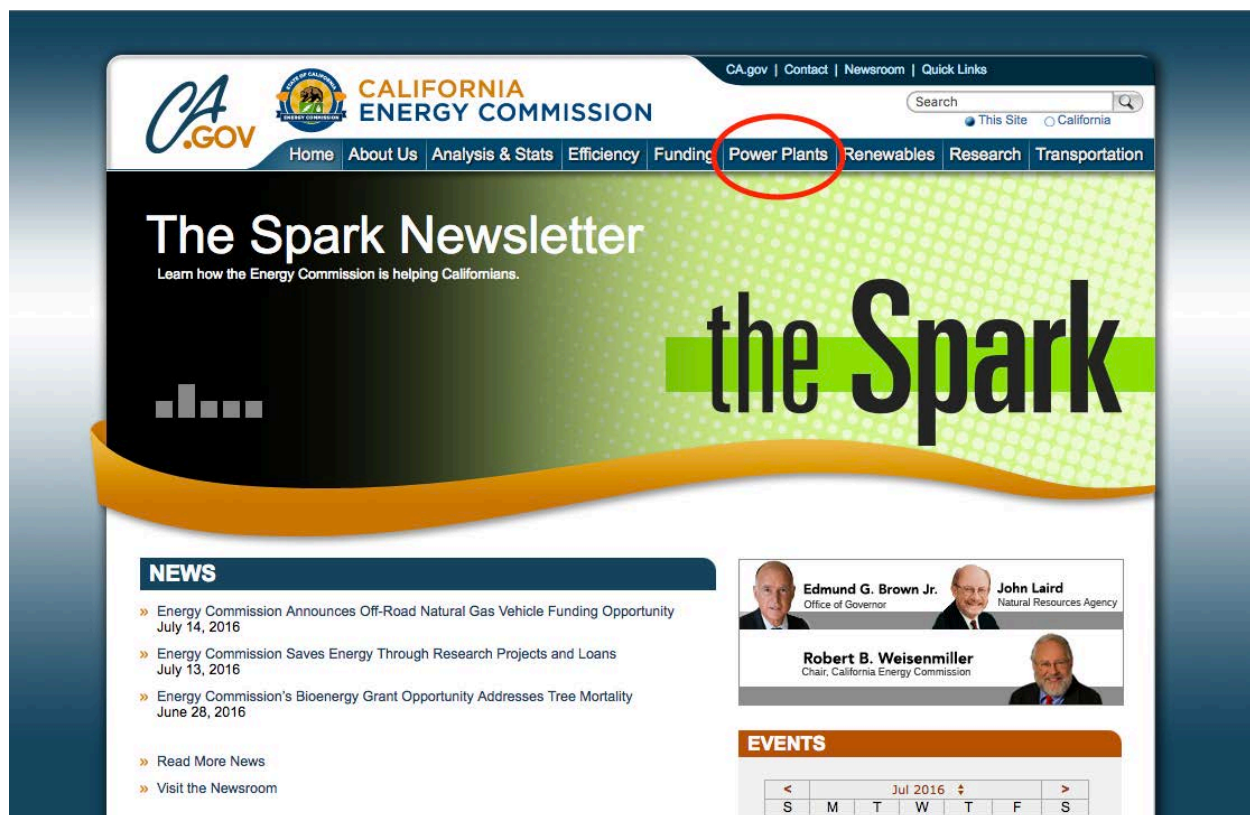 CA.gov | Contact | Newsroom | Quick Links
CA
.GOV
STATE OF CALIFORNIA
ENERGY COMMISSION
CALIFORNIA
ENERGY COMMISSION
Search
This Site California
Home About Us Analysis & Stats Efficiency Funding Power Plants Renewables Research Transportation
The Spark Newsletter
Learn how the Energy Commission is helping Californians.
the Spark
NEWS
» Energy Commission Announces Off-Road Natural Gas Vehicle Funding Opportunity
July 14, 2016
» Energy Commission Saves Energy Through Research Projects and Loans
July 13, 2016
» Energy Commission's Bioenergy Grant Opportunity Addresses Tree Mortality
June 28, 2016
» Read More News
» Visit the Newsroom
Edmund G. Brown Jr.
Office of Governor
John Laird
Natural Resources Agency
Robert B. Weisenmiller
Chair, California Energy Commission
EVENTS
< Jul 2016 >
S M T W T F S